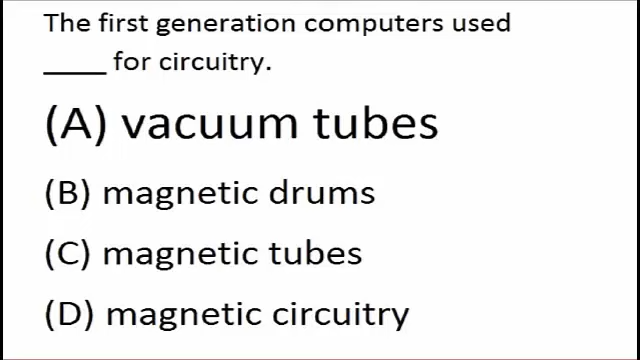 The first generation computers used
____ for circuitry.
(A) vacuum tubes
(B) magnetic drums
(C) magnetic tubes
(D) magnetic circuitry